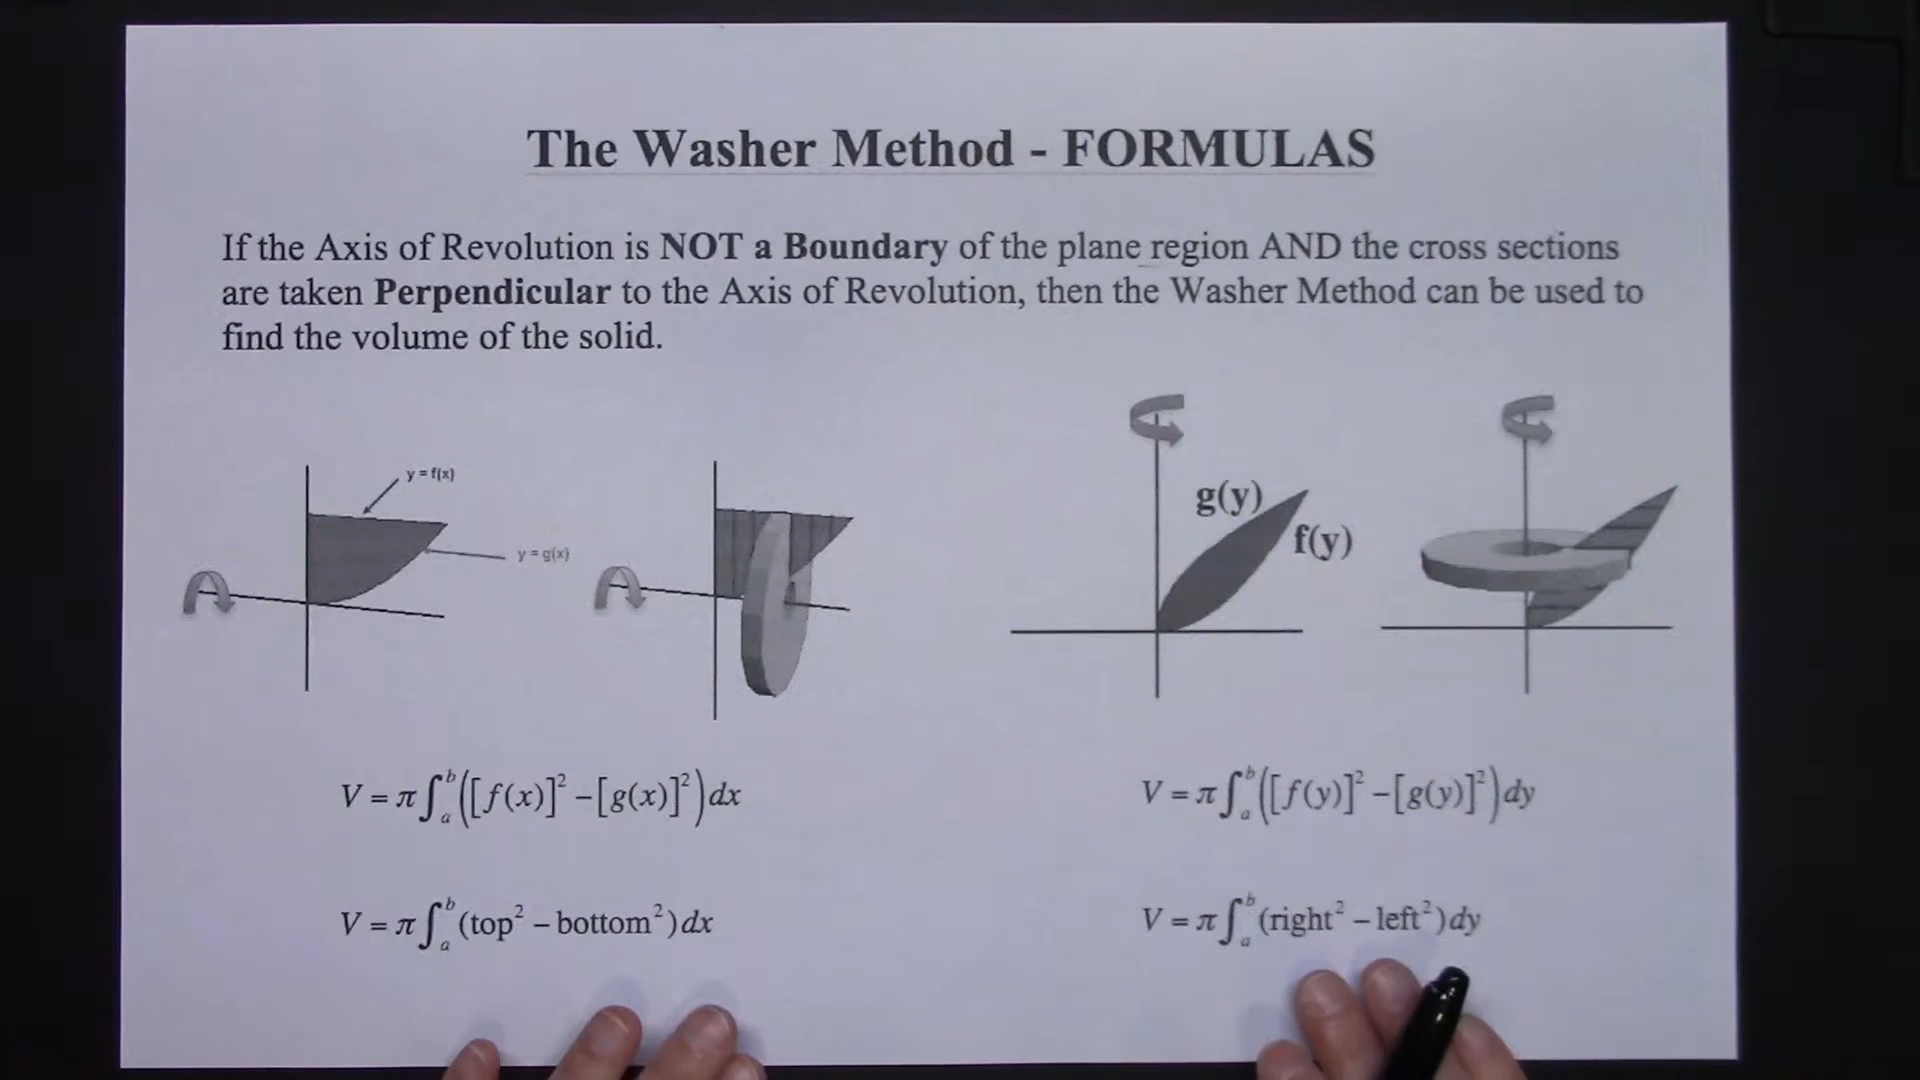 The Washer Method - FORMULAS
If the Axis of Revolution is NOT a Boundary of the plane region AND the cross sections
are taken Perpendicular to the Axis of Revolution, then the Washer Method can be used to
find the volume of the solid.
y = f(x)
y = g(x)
g(y)
f(y)
V = π∫ₐᵇ([f(x)]² – [g(x)]²)dx
V = π∫ₐᵇ([f(y)]² – [g(y)]²)dy
V = π∫ₐᵇ(top² – bottom²)dx
V = π∫ₐᵇ(right² – left²)dy